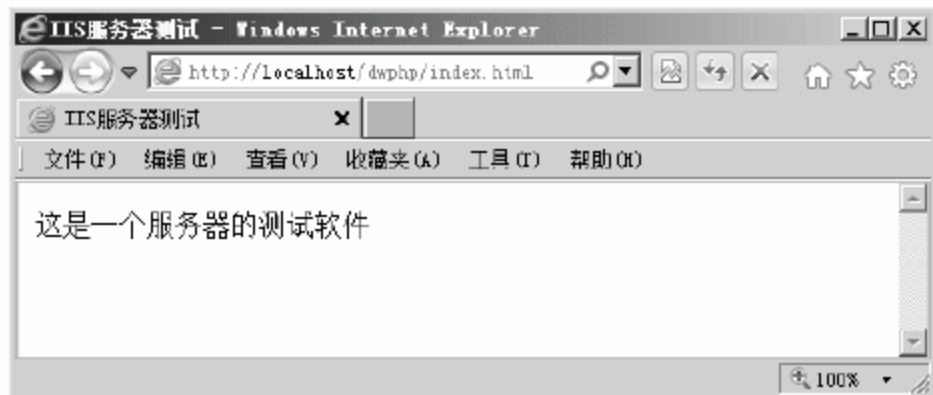 IIS服务器测试 - Windows Internet Explorer
http://localhost/dwphp/index.html
IIS服务器测试
文件(F) 编辑(E) 查看(V) 收藏夹(A) 工具(T) 帮助(H)
这是一个服务器的测试软件
100%